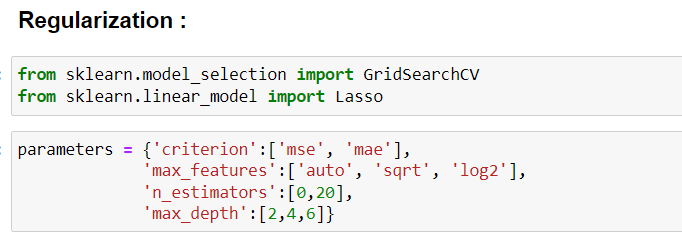 Regularization :
from sklearn.model_selection import GridSearchCV
from sklearn.linear_model import Lasso
parameters = {'criterion':['mse', 'mae'],
'max_features':['auto', 'sqrt', 'log2'],
'n_estimators':[0,20],
'max_depth':[2,4,6]}